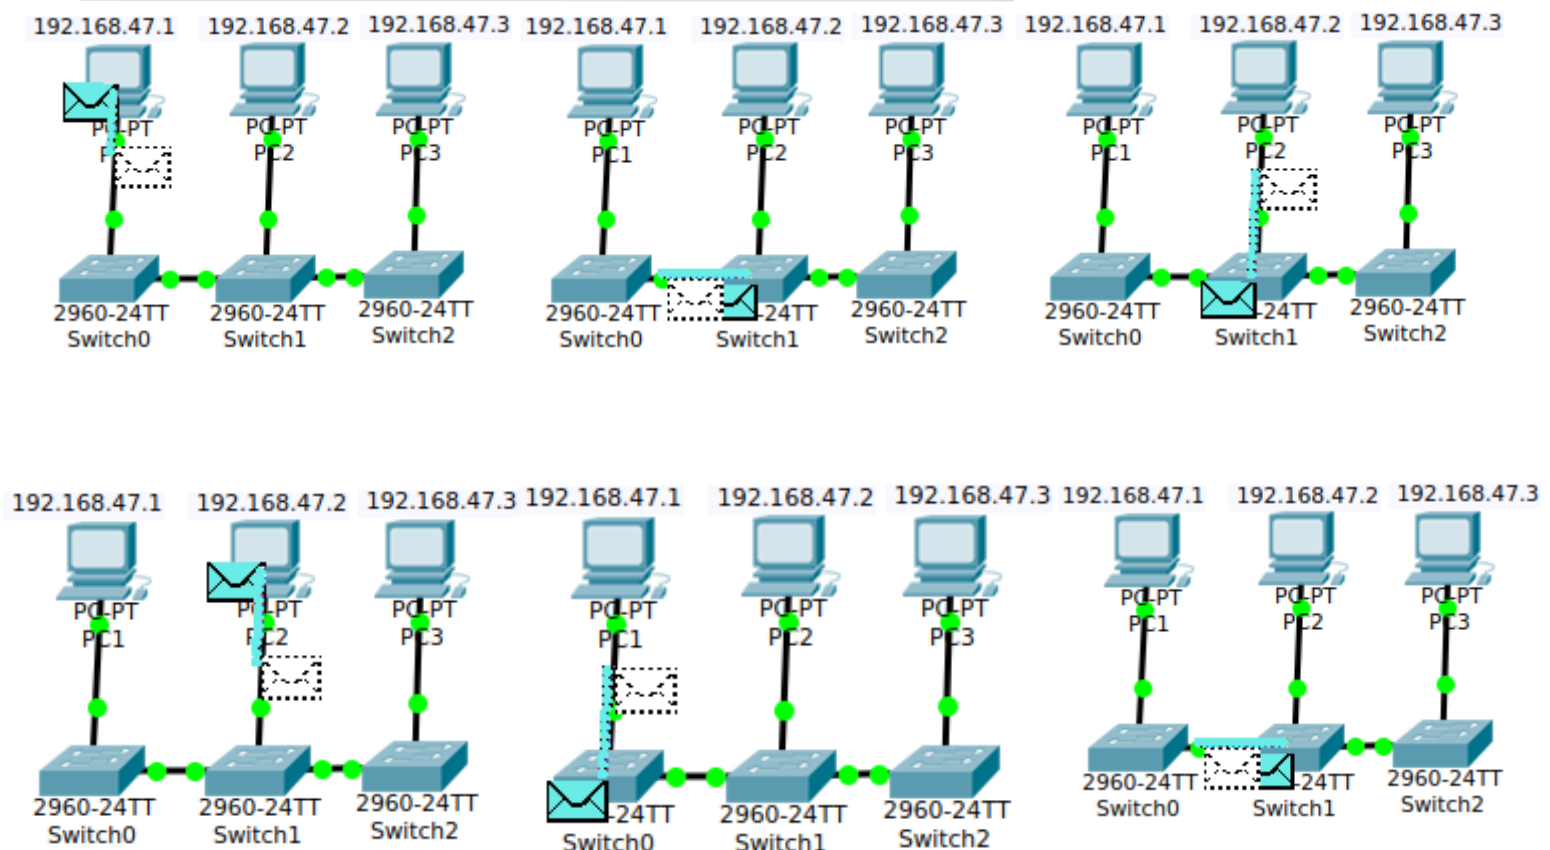 192.168.47.1 192.168.47.2 192.168.47.3 192.168.47.1 192.168.47.2 192.168.47.3 192.168.47.1 192.168.47.2 192.168.47.3
PC-PT PC-PT PC-PT PC-PT PC-PT PC-PT PC-PT PC-PT
PC2 PC3 PC1 PC2 PC3 PC1 PC2 PC3
2960-24TT 2960-24TT 2960-24TT 2960-24TT -24TT 2960-24TT 2960-24TT -24TT 2960-24TT
Switch0 Switch1 Switch2 Switch0 Switch1 Switch2 Switch0 Switch1 Switch2
192.168.47.1 192.168.47.2 192.168.47.3 192.168.47.1 192.168.47.2 192.168.47.3 192.168.47.1 192.168.47.2 192.168.47.3
PC-PT PC-PT PC-PT PC-PT PC-PT PC-PT PC-PT PC-PT
PC1 PC2 PC3 PC1 PC2 PC3 PC1 PC2 PC3
2960-24TT 2960-24TT 2960-24TT -24TT 2960-24TT 2960-24TT 2960-24TT -24TT 2960-24TT
Switch0 Switch1 Switch2 Switch0 Switch1 Switch2 Switch0 Switch1 Switch2